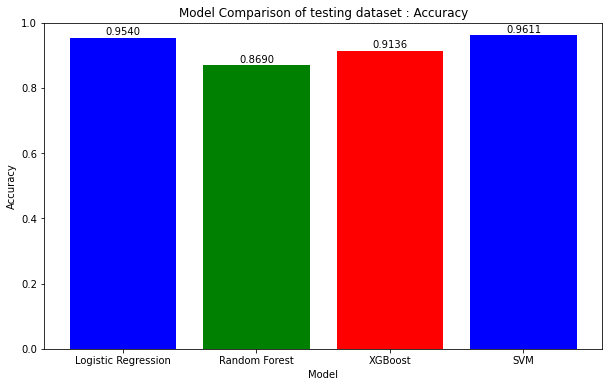 Model Comparison of testing dataset : Accuracy
1.0
0.8
0.6
0.4
0.2
0.0
Accuracy
0.9540
0.8690
0.9136
0.9611
Logistic Regression
Random Forest
XGBoost
SVM
Model